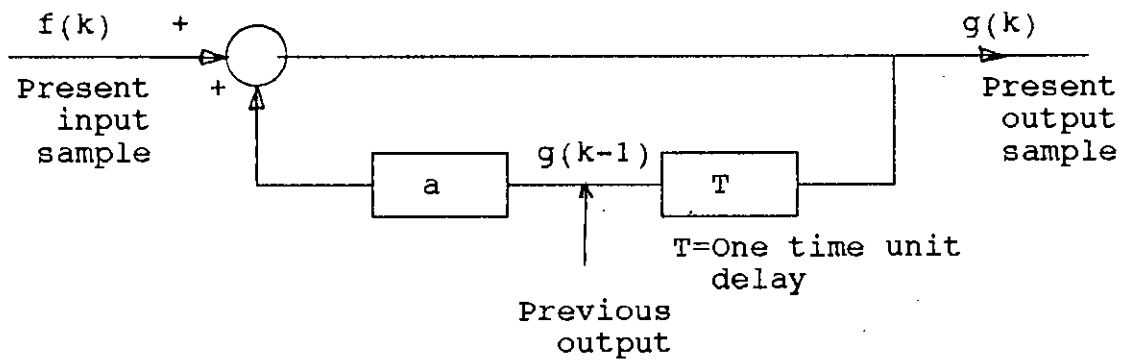 f(k) +
g(k)
+
Present
input
sample
Present
output
sample
g(k-1)
a
T
T=One time unit
delay
Previous
output